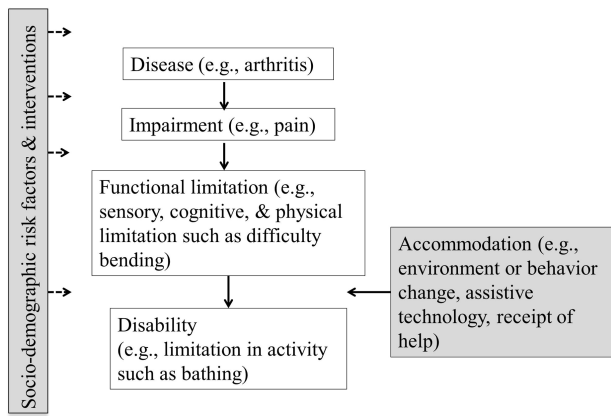 Socio-demographic risk factors & interventions
Disease (e.g., arthritis)
Impairment (e.g., pain)
Functional limitation (e.g.,
sensory, cognitive, & physical
limitation such as difficulty
bending)
Accommodation (e.g.,
environment or behavior
change, assistive
technology, receipt of
help)
Disability
(e.g., limitation in activity
such as bathing)